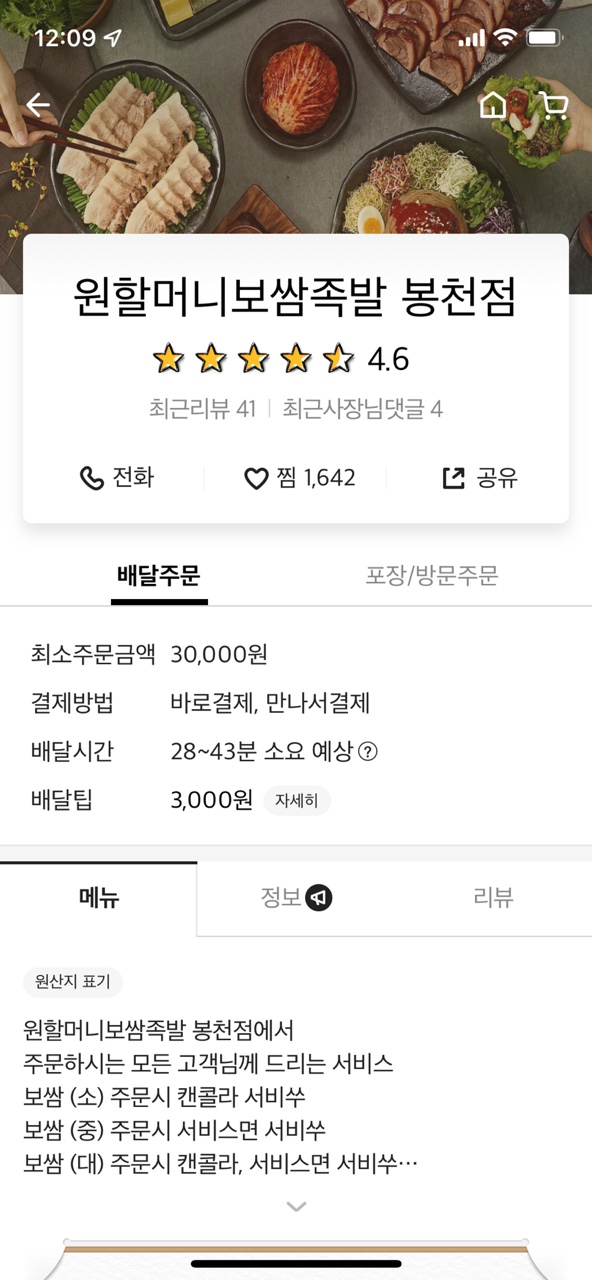 12:09
원할머니보쌈족발 봉천점
4.6
최근리뷰 41 | 최근사장님댓글 4
전화 찜 1,642 공유
배달주문 포장/방문주문
최소주문금액 30,000원
결제방법 바로결제, 만나서결제
배달시간 28~43분 소요 예상 ?
배달팁 3,000원 자세히
메뉴 정보 리뷰
원산지 표기
원할머니보쌈족발 봉천점에서
주문하시는 모든 고객님께 드리는 서비스
보쌈 (소) 주문시 캔콜라 서비쑤
보쌈 (중) 주문시 서비스면 서비쑤
보쌈 (대) 주문시 캔콜라, 서비스면 서비쑤…